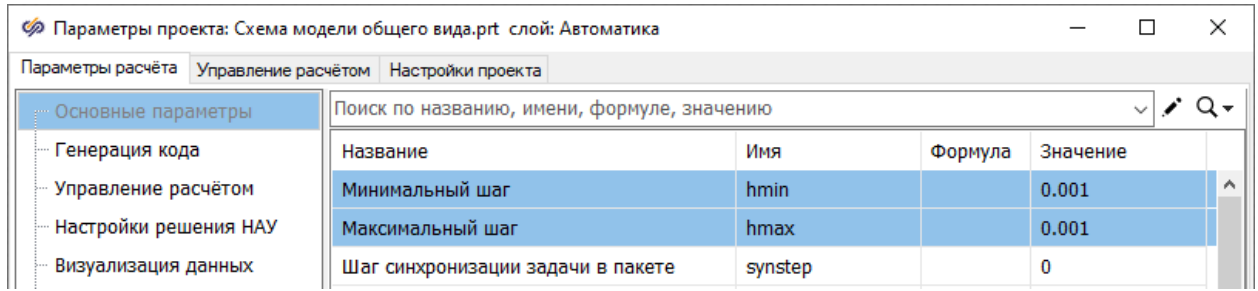 Параметры проекта: Схема модели общего вида.prt слой: Автоматика
Параметры расчёта Управление расчётом Настройки проекта
Основные параметры
Генерация кода
Управление расчётом
Настройки решения НАУ
Визуализация данных
Поиск по названию, имени, формуле, значению
Название Имя Формула Значение
Минимальный шаг hmin 0.001
Максимальный шаг hmax 0.001
Шаг синхронизации задачи в пакете synstep 0